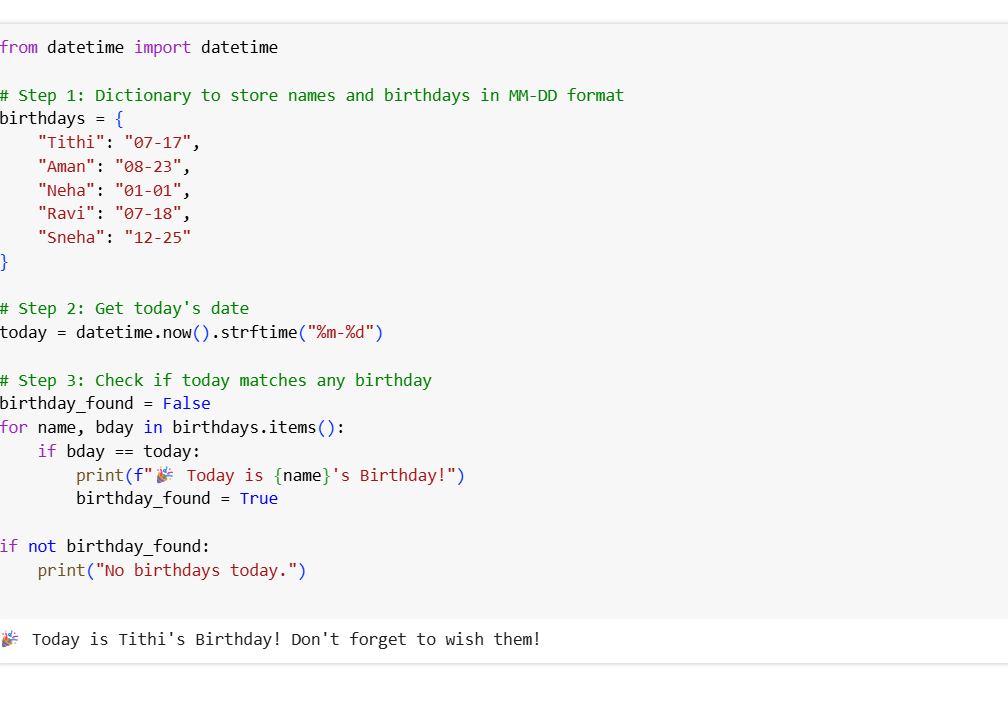 from datetime import datetime
# Step 1: Dictionary to store names and birthdays in MM-DD format
birthdays = {
    "Tithi": "07-17",
    "Aman": "08-23",
    "Neha": "01-01",
    "Ravi": "07-18",
    "Sneha": "12-25"
}
# Step 2: Get today's date
today = datetime.now().strftime("%m-%d")
# Step 3: Check if today matches any birthday
birthday_found = False
for name, bday in birthdays.items():
    if bday == today:
        print(f"🎉 Today is {name}'s Birthday!")
        birthday_found = True
if not birthday_found:
    print("No birthdays today.")
🎉 Today is Tithi's Birthday! Don't forget to wish them!